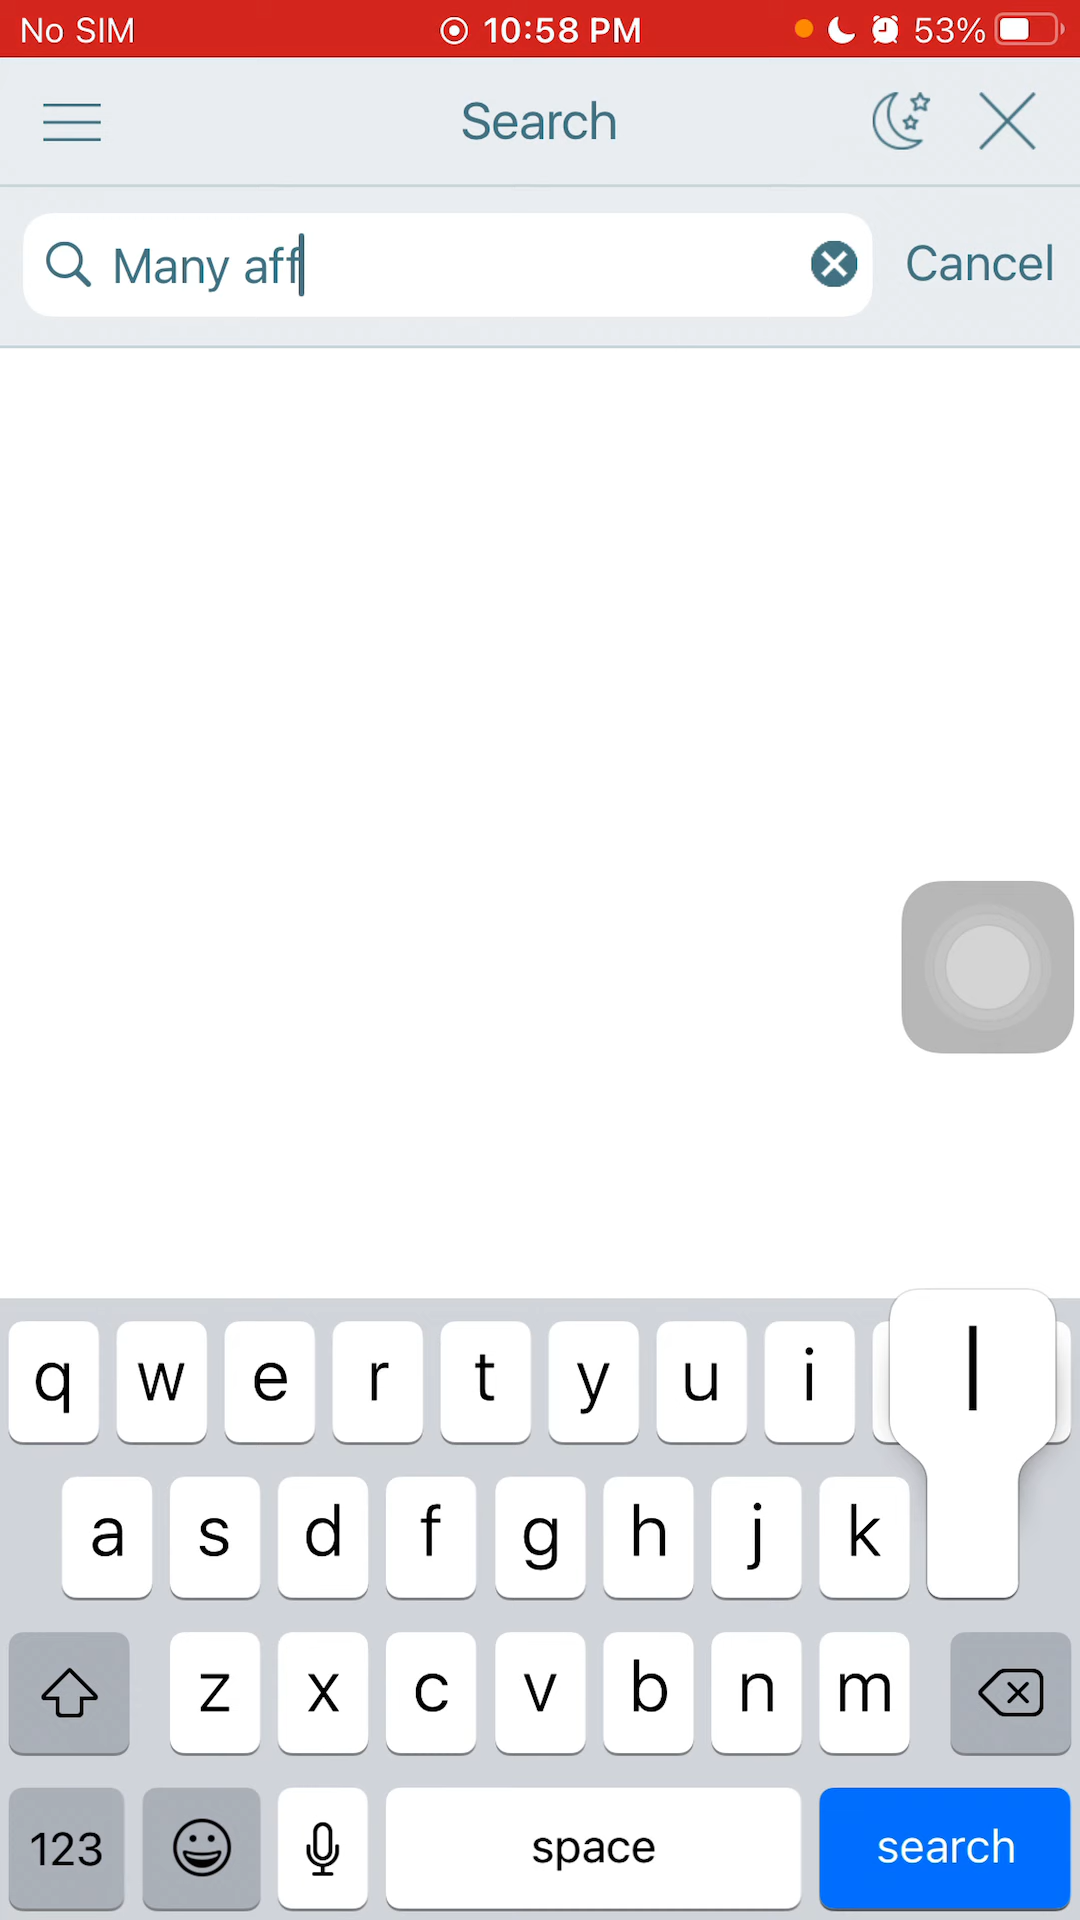 No SIM 10:58 PM 53%
Search
Many aff Cancel
q w e r t y u i l
a s d f g h j k
z x c v b n m
123 space search